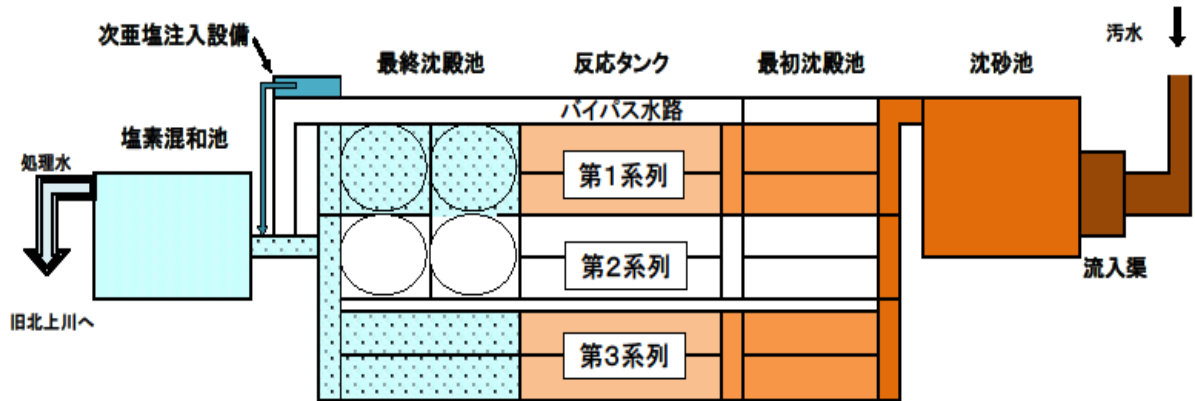 次亜塩注入設備
最終沈殿池
反応タンク
最初沈殿池
沈砂池
汚水
バイパス水路
塩素混和池
処理水
第1系列
第2系列
流入渠
旧北上川へ
第3系列